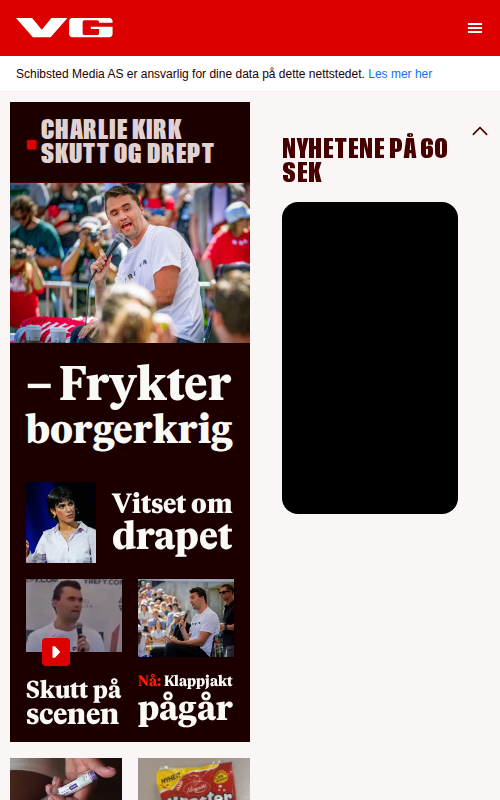 VG
Schibsted Media AS er ansvarlig for dine data på dette nettstedet. Les mer her
CHARLIE KIRK
SKUTT OG DREPT
– Frykter
borgerkrig
Vitset om
drapet
Skutt på
scenen
Nå: Klappjakt
pågår
NYHETENE PÅ 60
SEK
NYHET